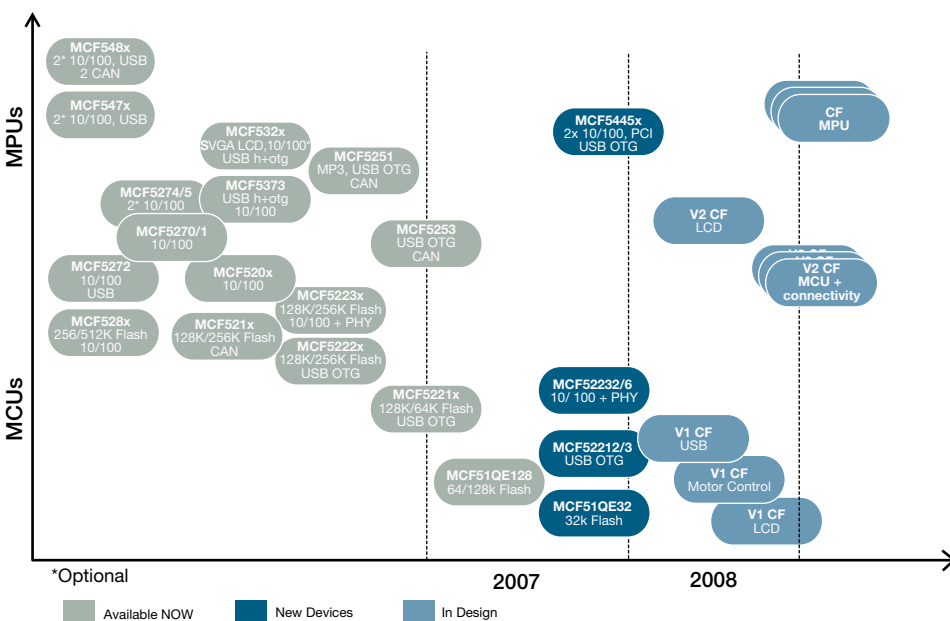 MPUs
MCUs
MCF548x
2* 10/100, USB
2 CAN
MCF547x
2* 10/100, USB
MCF532x
SVGA LCD,10/100*
USB h+otg
MCF5251
MP3, USB OTG
CAN
MCF5274/5
2* 10/100
MCF5373
USB h+otg
10/100
MCF5270/1
10/100
MCF5253
USB OTG
CAN
MCF5272
10/100
USB
MCF520x
10/100
MCF5223x
128K/256K Flash
10/100 + PHY
MCF528x
256/512K Flash
10/100
MCF521x
128K/256K Flash
CAN
MCF5222x
128K/256K Flash
USB OTG
MCF5221x
128K/64K Flash
USB OTG
MCF51QE128
64/128k Flash
MCF5445x
2x 10/100, PCI
USB OTG
MCF52232/6
10/ 100 + PHY
MCF52212/3
USB OTG
MCF51QE32
32k Flash
CF
MPU
V2 CF
LCD
V2 CF
MCU +
connectivity
V1 CF
USB
V1 CF
Motor Control
V1 CF
LCD
*Optional
2007
2008
Available NOW
New Devices
In Design